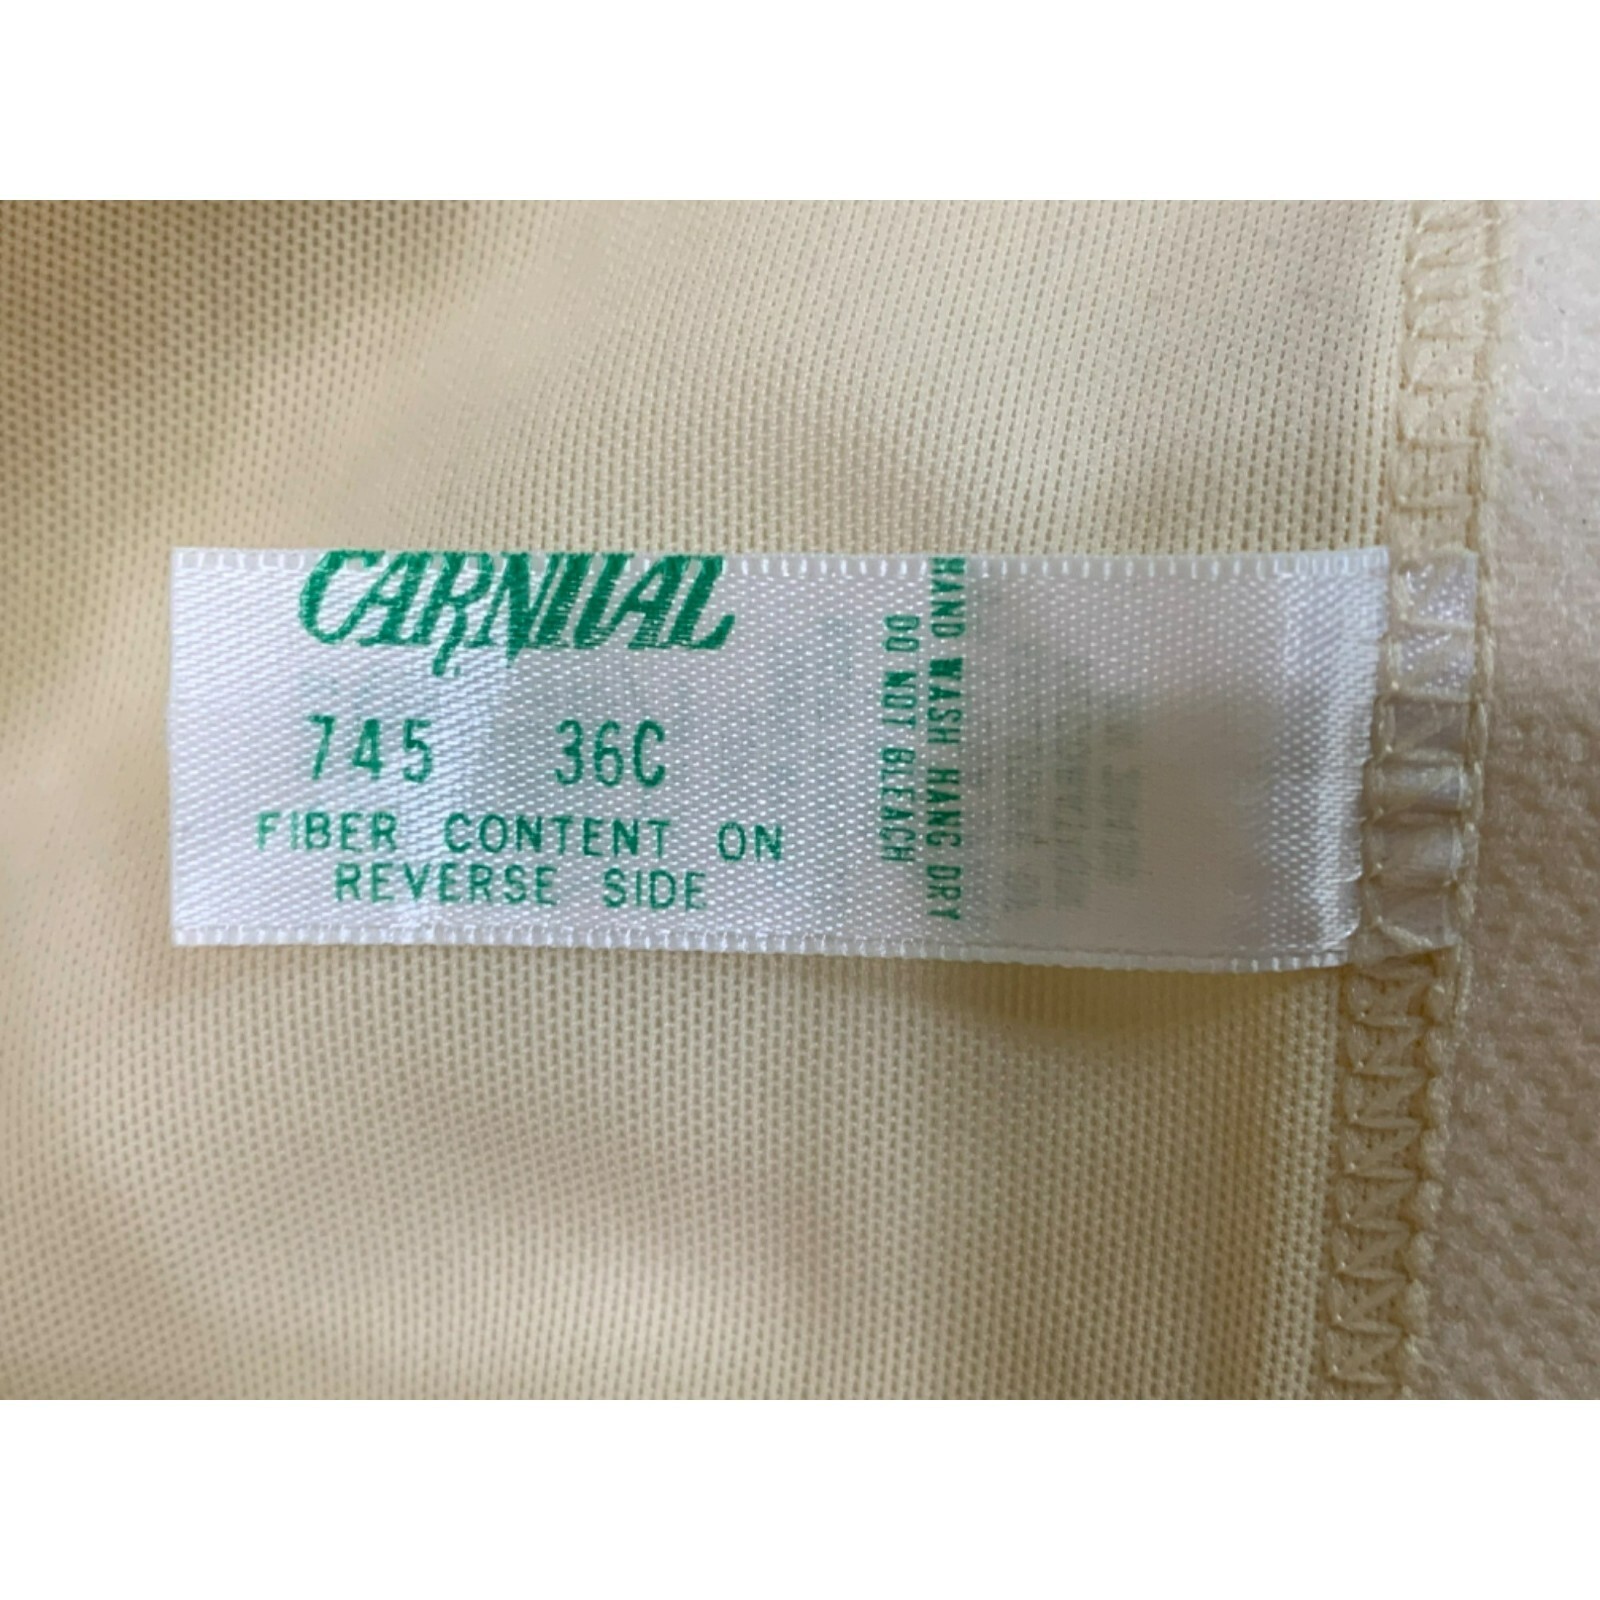 CARNIVAL
745 36C
FIBER CONTENT ON
REVERSE SIDE
HAND WASH HANG DRY
DO NOT BLEACH